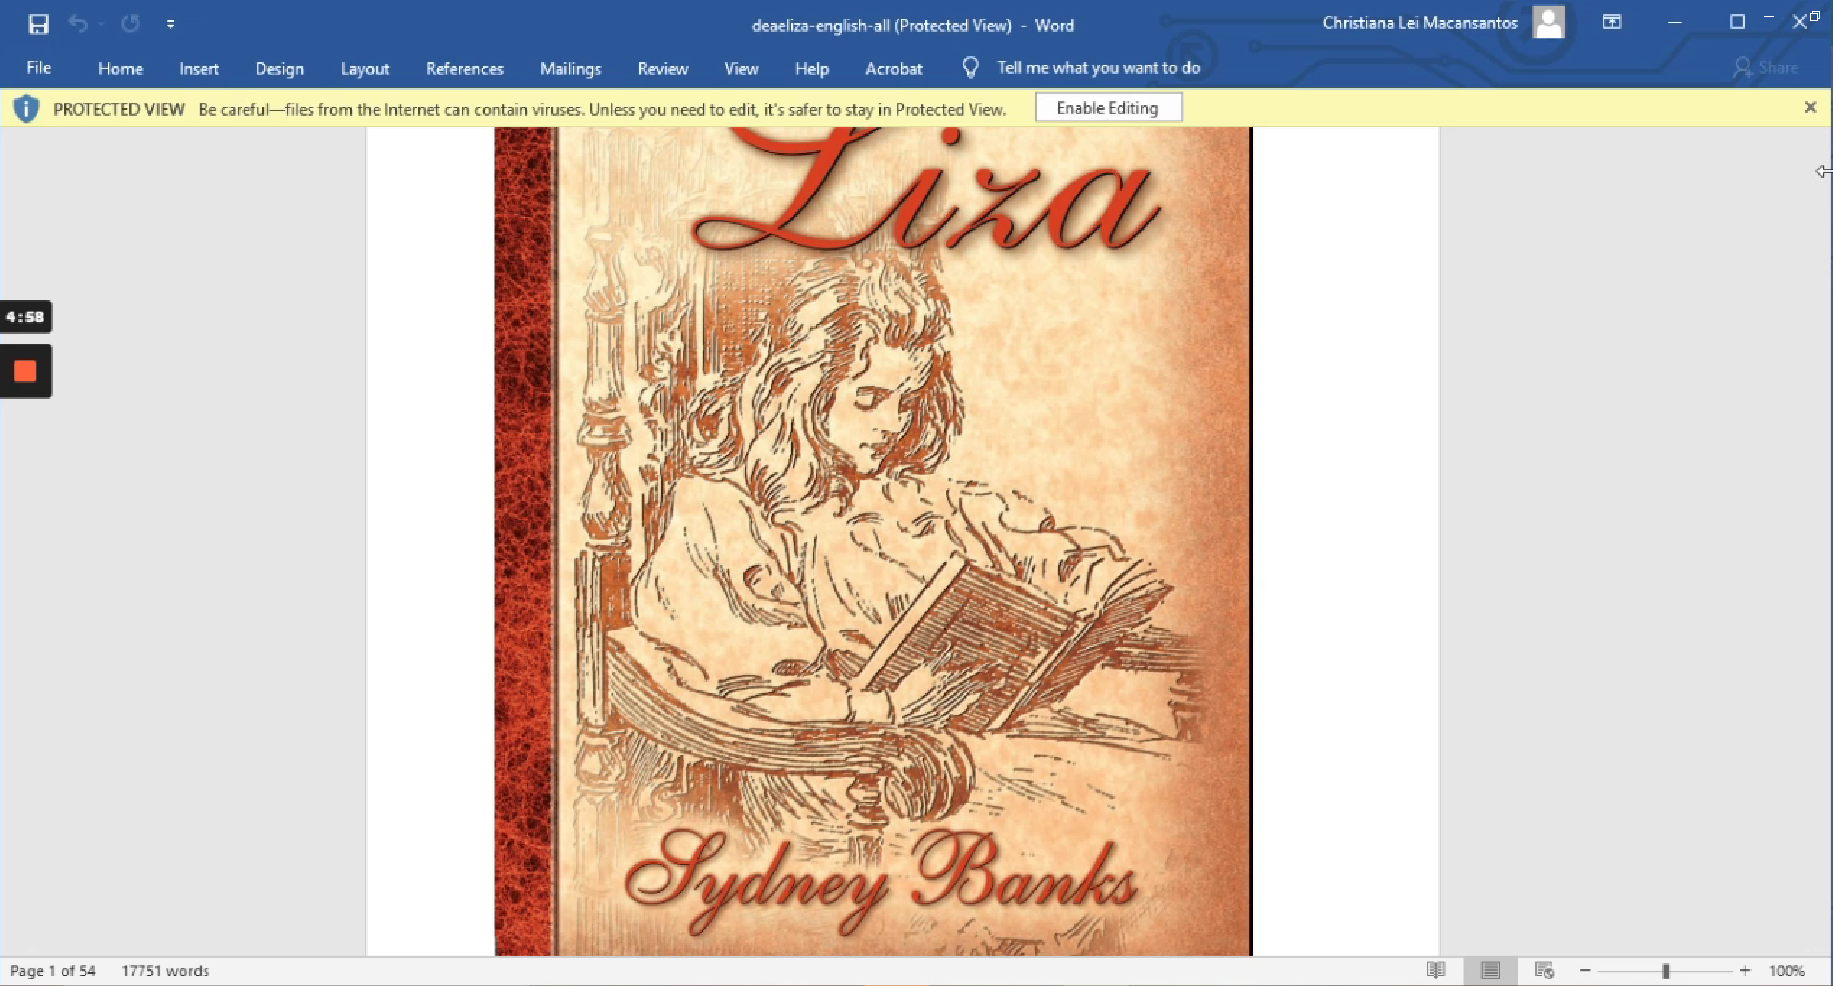 deaeliza-english-all (Protected View) - Word
Christiana Lei Macansantos
File Home Insert Design Layout References Mailings Review View Help Acrobat Tell me what you want to do Share
PROTECTED VIEW Be careful—files from the Internet can contain viruses. Unless you need to edit, it's safer to stay in Protected View. Enable Editing
Liza
4:58
Sydney Banks
Page 1 of 54 17751 words 100%